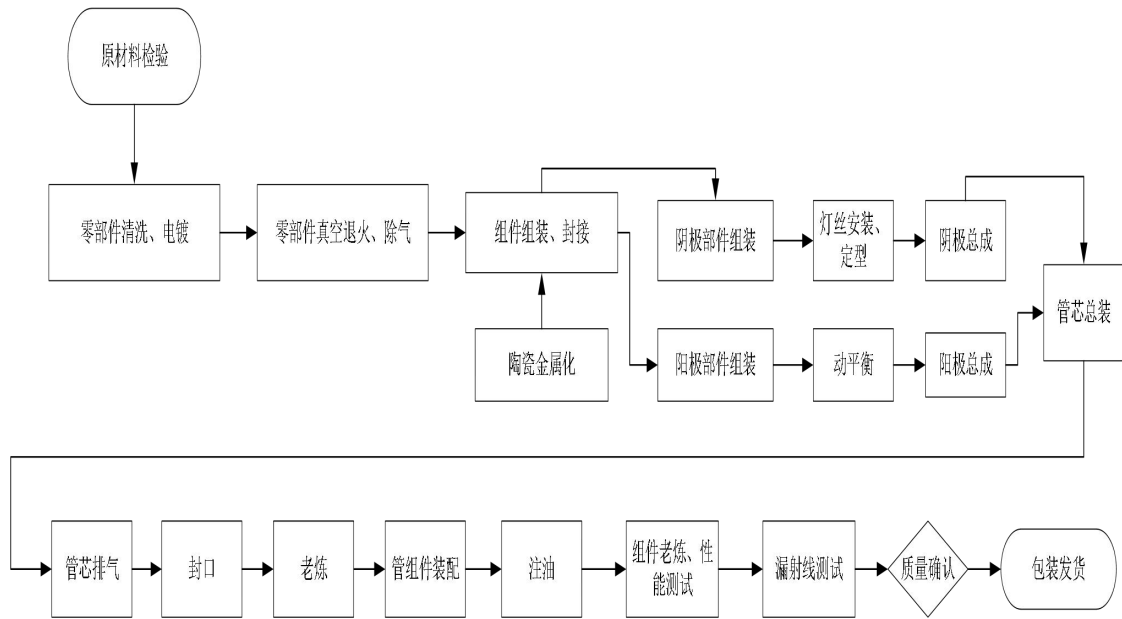 原材料检验
零部件清洗、电镀
零部件真空退火、除气
组件组装、封接
阴极部件组装
灯丝安装、
定型
阴极总成
管芯总装
陶瓷金属化
阳极部件组装
动平衡
阳极总成
管芯排气
封口
老炼
管组件装配
注油
组件老炼、性
能测试
漏射线测试
质量确认
包装发货